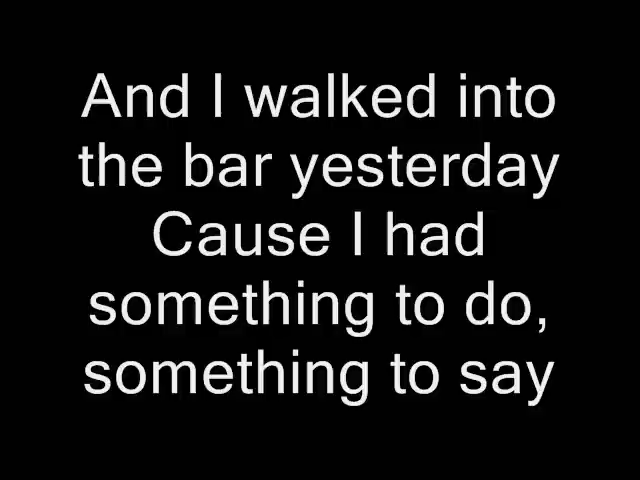 And I walked into
the bar yesterday
Cause I had
something to do,
something to say